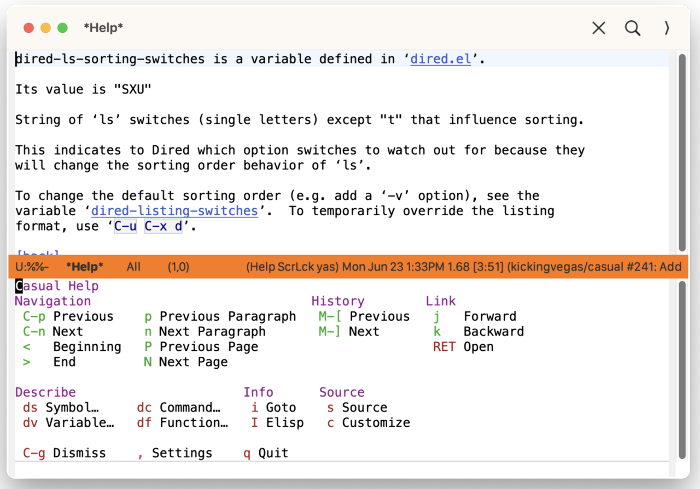 *Help*
dired-ls-sorting-switches is a variable defined in ‘dired.el’.
Its value is "SXU"
String of ‘ls’ switches (single letters) except "t" that influence sorting.
This indicates to Dired which option switches to watch out for because they
will change the sorting order behavior of ‘ls’.
To change the default sorting order (e.g. add a ‘-v’ option), see the
variable ‘dired-listing-switches’.  To temporarily override the listing
format, use ‘C-u C-x d’.
[back]
U:%%-  *Help*  All  (1,0)  (Help ScrLck yas) Mon Jun 23 1:33PM 1.68 [3:51] (kickingvegas/casual #241: Add
Casual Help
Navigation  History  Link
C-p Previous  p Previous Paragraph  M-[ Previous  j Forward
C-n Next  n Next Paragraph  M-] Next  k Backward
< Beginning  P Previous Page  RET Open
> End  N Next Page
Describe  Info  Source
ds Symbol…  dc Command…  i Goto  s Source
dv Variable…  df Function…  I Elisp  c Customize
C-g Dismiss  , Settings  q Quit